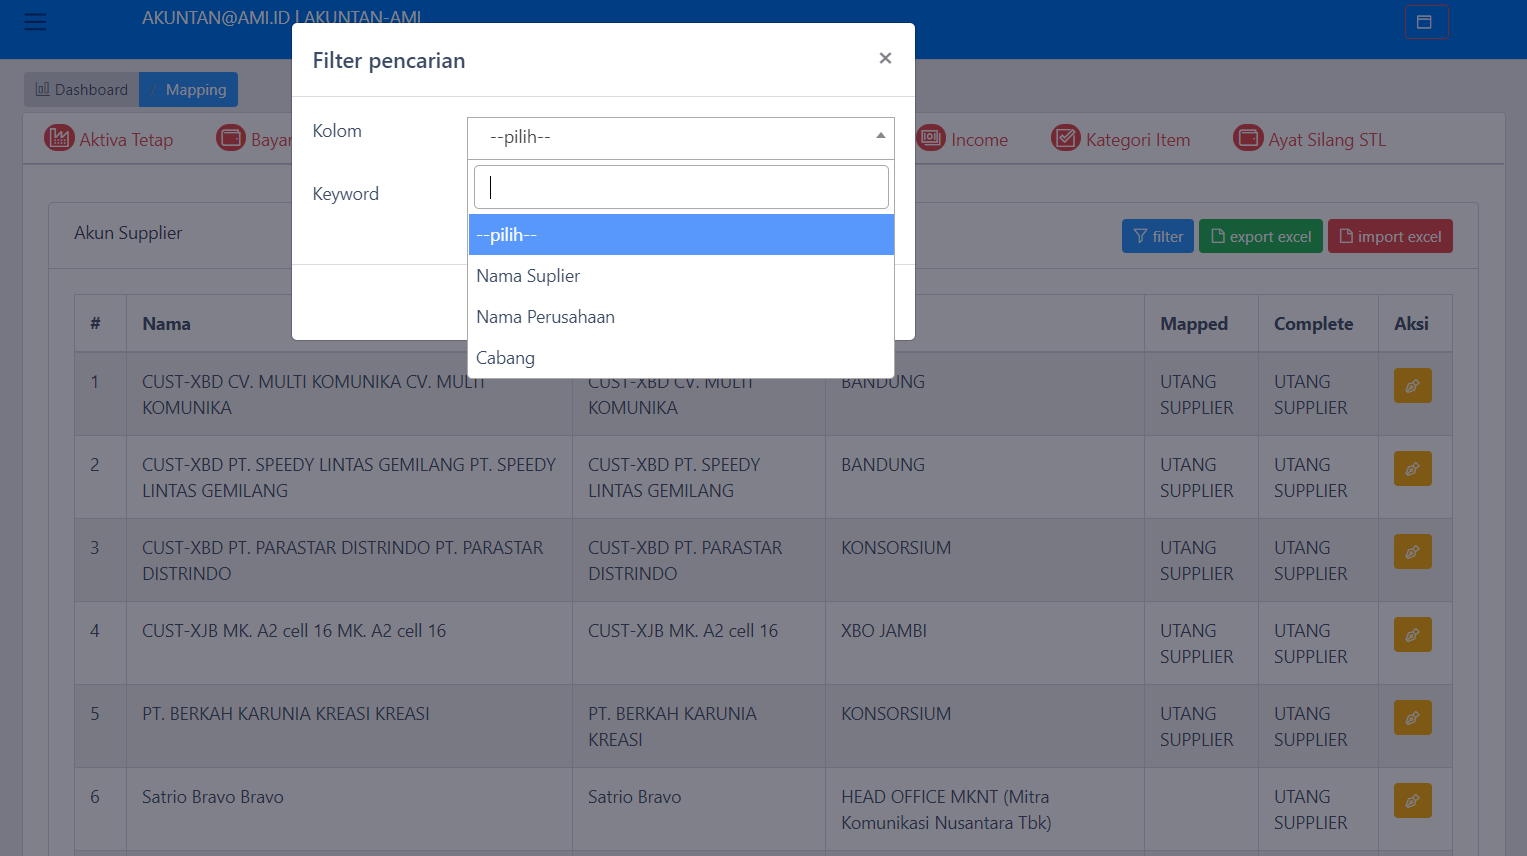 AKUNTAN@AMI.ID | AKUNTAN-AMI
Filter pencarian
×
Dashboard / Mapping
Aktiva Tetap
Income
Kategori Item
Ayat Silang STL
Kolom
--pilih--
Keyword
--pilih--
Nama Suplier
Nama Perusahaan
Cabang
Akun Supplier
filter
export excel
import excel
# Nama Mapped Complete Aksi
1 CUST-XBD CV. MULTI KOMUNIKA CV. MULTI CUST-XBD CV. MULTI BANDUNG UTANG UTANG
KOMUNIKA KOMUNIKA SUPPLIER SUPPLIER
2 CUST-XBD PT. SPEEDY LINTAS GEMILANG PT. SPEEDY CUST-XBD PT. SPEEDY BANDUNG UTANG UTANG
LINTAS GEMILANG LINTAS GEMILANG SUPPLIER SUPPLIER
3 CUST-XBD PT. PARASTAR DISTRINDO PT. PARASTAR CUST-XBD PT. PARASTAR KONSORSIUM UTANG UTANG
DISTRINDO DISTRINDO SUPPLIER SUPPLIER
4 CUST-XJB MK. A2 cell 16 MK. A2 cell 16 CUST-XJB MK. A2 cell 16 XBO JAMBI UTANG UTANG
SUPPLIER SUPPLIER
5 PT. BERKAH KARUNIA KREASI KREASI PT. BERKAH KARUNIA KONSORSIUM UTANG UTANG
KREASI SUPPLIER SUPPLIER
6 Satrio Bravo Bravo Satrio Bravo HEAD OFFICE MKNT (Mitra UTANG
Komunikasi Nusantara Tbk) SUPPLIER